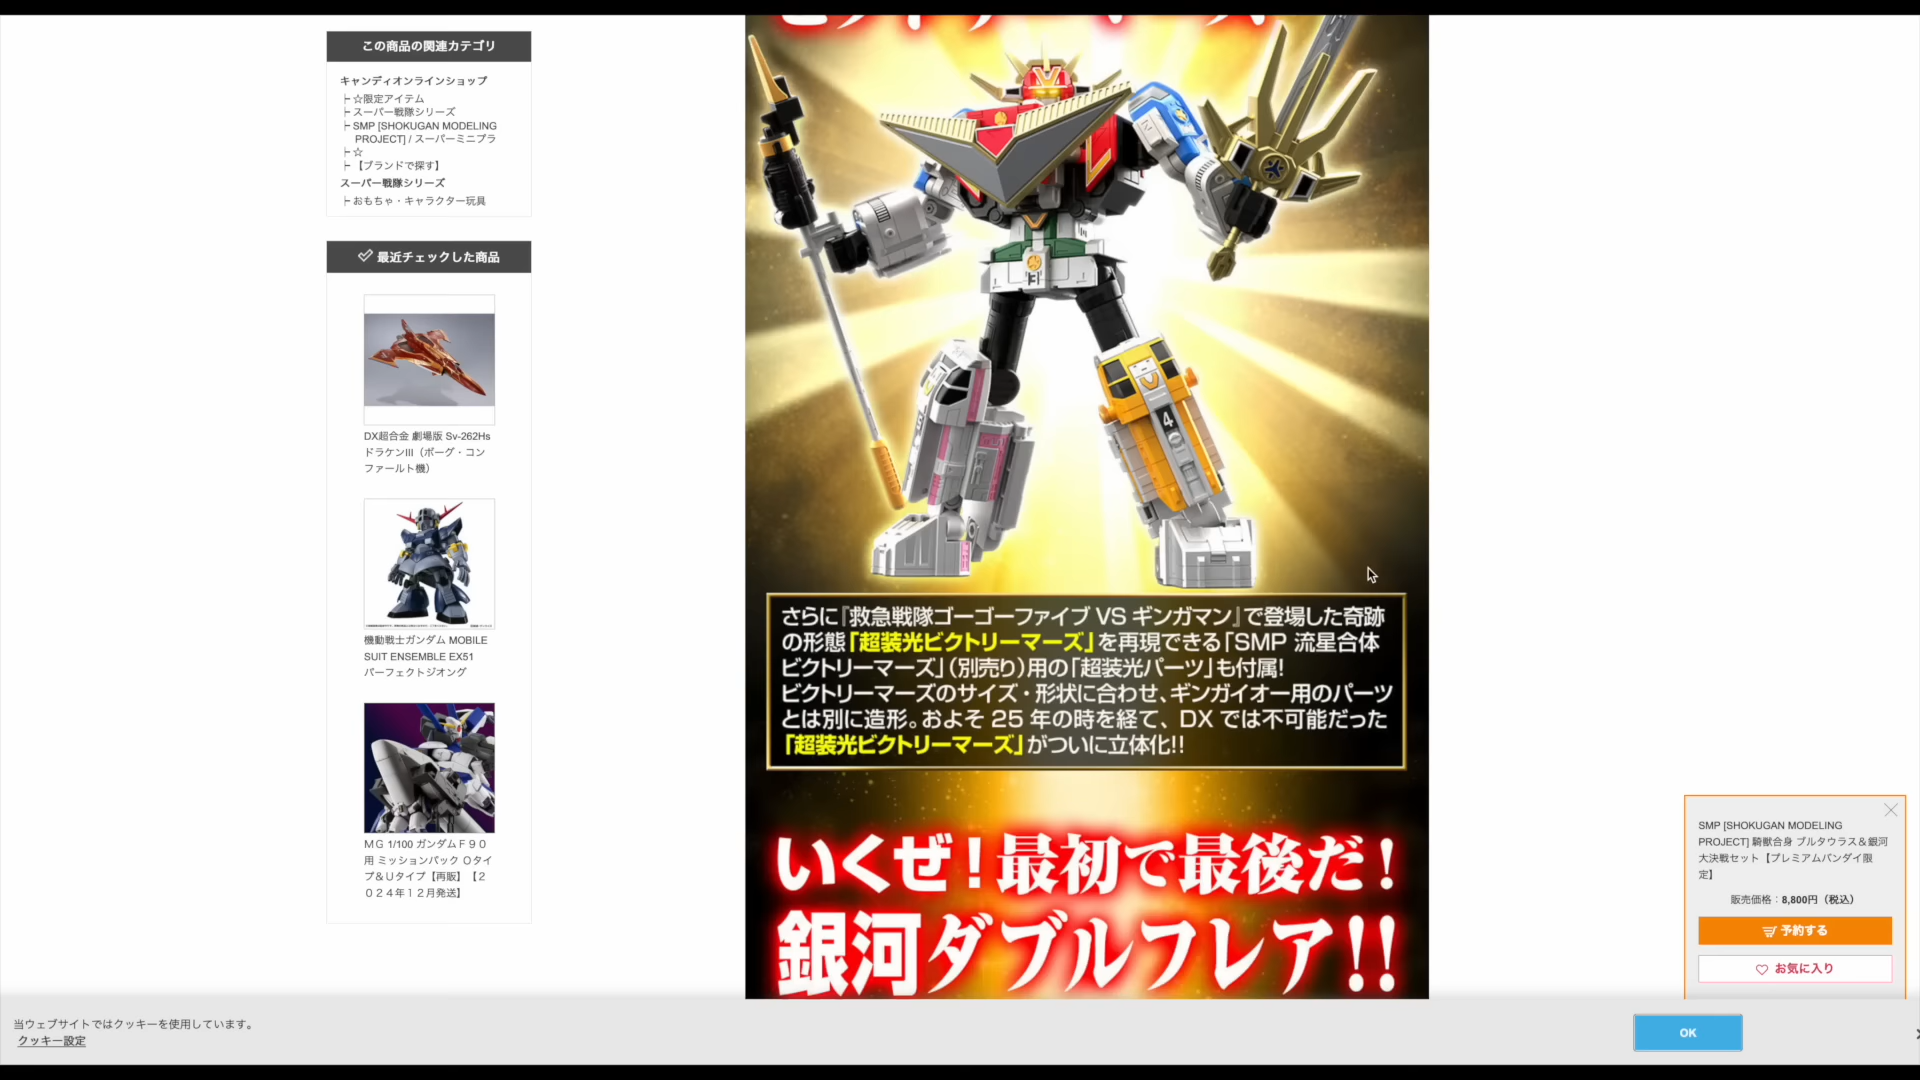 この商品の関連カテゴリ
キャンディオンラインショップ
├ ☆限定アイテム
├ スーパー戦隊シリーズ
├ SMP [SHOKUGAN MODELING
PROJECT] / スーパーミニプラ
├ ☆
├ 【ブランドで探す】
スーパー戦隊シリーズ
├ おもちゃ・キャラクター玩具
最近チェックした商品
DX超合金 劇場版 Sv-262Hs
ドラケンIII（ボーグ・コン
ファールト機）
機動戦士ガンダム MOBILE
SUIT ENSEMBLE EX51
パーフェクトジオング
ＭＧ 1/100 ガンダムＦ９０
用 ミッションパック Ｏタイ
プ＆Ｕタイプ【再販】【２
０２４年１２月発送】
3
4
さらに『救急戦隊ゴーゴーファイブ VS ギンガマン』で登場した奇跡
の形態「超装光ビクトリーマーズ」を再現できる「SMP 流星合体
ビクトリーマーズ」（別売り）用の「超装光パーツ」も付属!
ビクトリーマーズのサイズ・形状に合わせ、ギンガイオー用のパーツ
とは別に造形。およそ 25 年の時を経て、DX では不可能だった
「超装光ビクトリーマーズ」がついに立体化!!
いくぜ！最初で最後だ！
銀河ダブルフレア!!
SMP [SHOKUGAN MODELING
PROJECT] 騎獣合身 ブルタウラス＆銀河
大決戦セット【プレミアムバンダイ限
定】
販売価格：8,800円（税込）
予約する
お気に入り
当ウェブサイトではクッキーを使用しています。
クッキー設定
OK